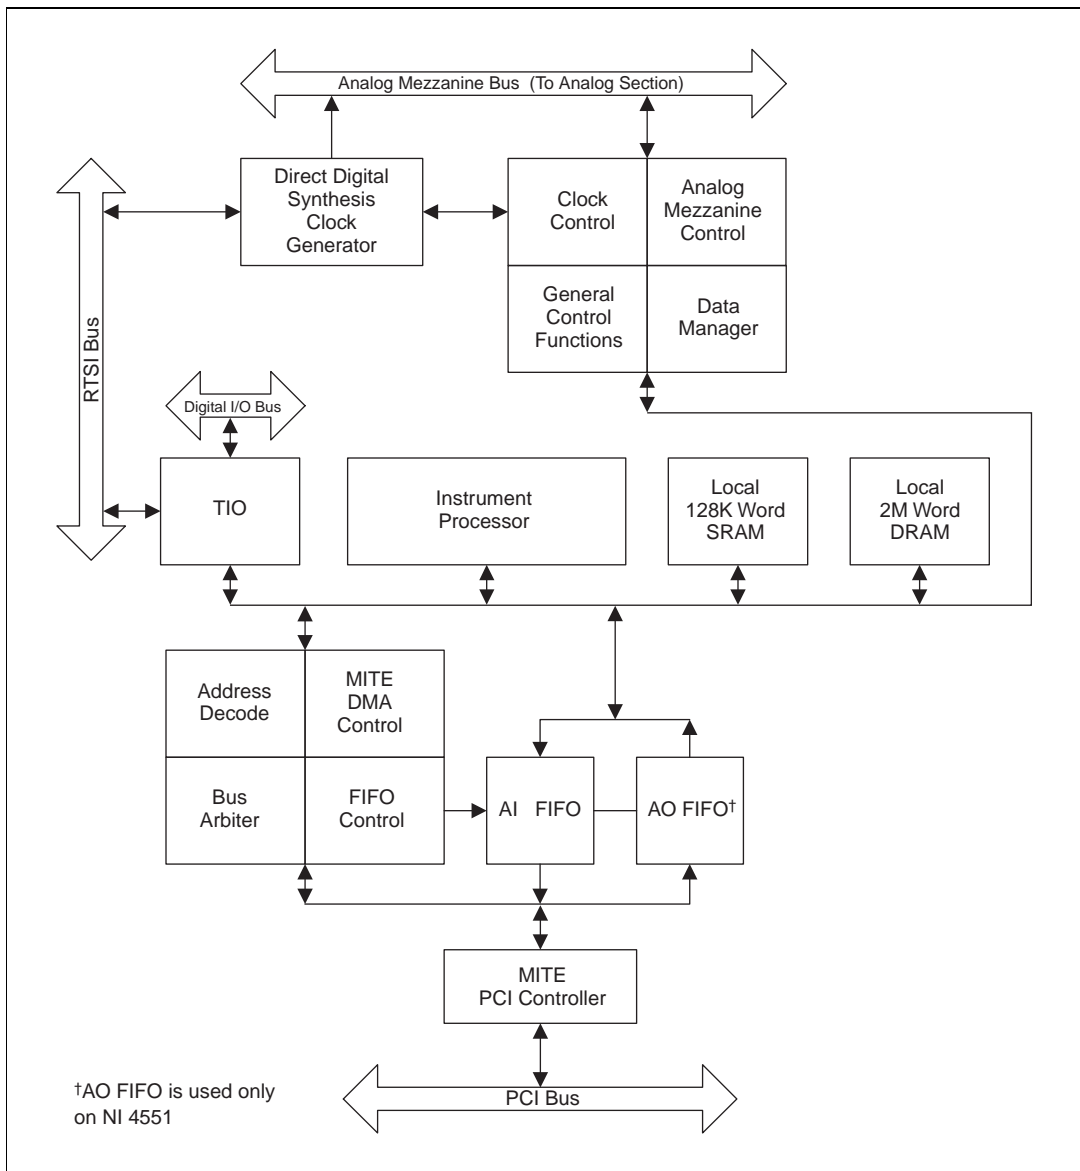 Analog Mezzanine Bus (To Analog Section)
Direct Digital
Synthesis
Clock
Generator
Clock
Control
Analog
Mezzanine
Control
General
Control
Functions
Data
Manager
RTSI Bus
Digital I/O Bus
TIO
Instrument
Processor
Local
128K Word
SRAM
Local
2M Word
DRAM
Address
Decode
MITE
DMA
Control
Bus
Arbiter
FIFO
Control
AI FIFO
AO FIFO†
MITE
PCI Controller
PCI Bus
†AO FIFO is used only
on NI 4551